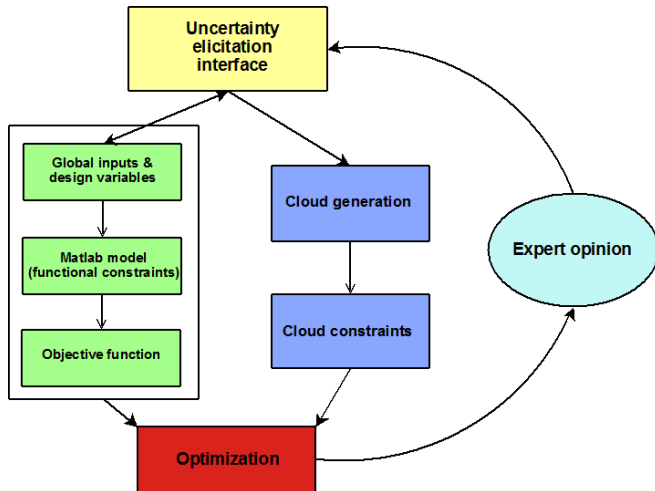 Uncertainty
elicitation
interface
Global inputs &
design variables
Matlab model
(functional constraints)
Objective function
Cloud generation
Cloud constraints
Expert opinion
Optimization